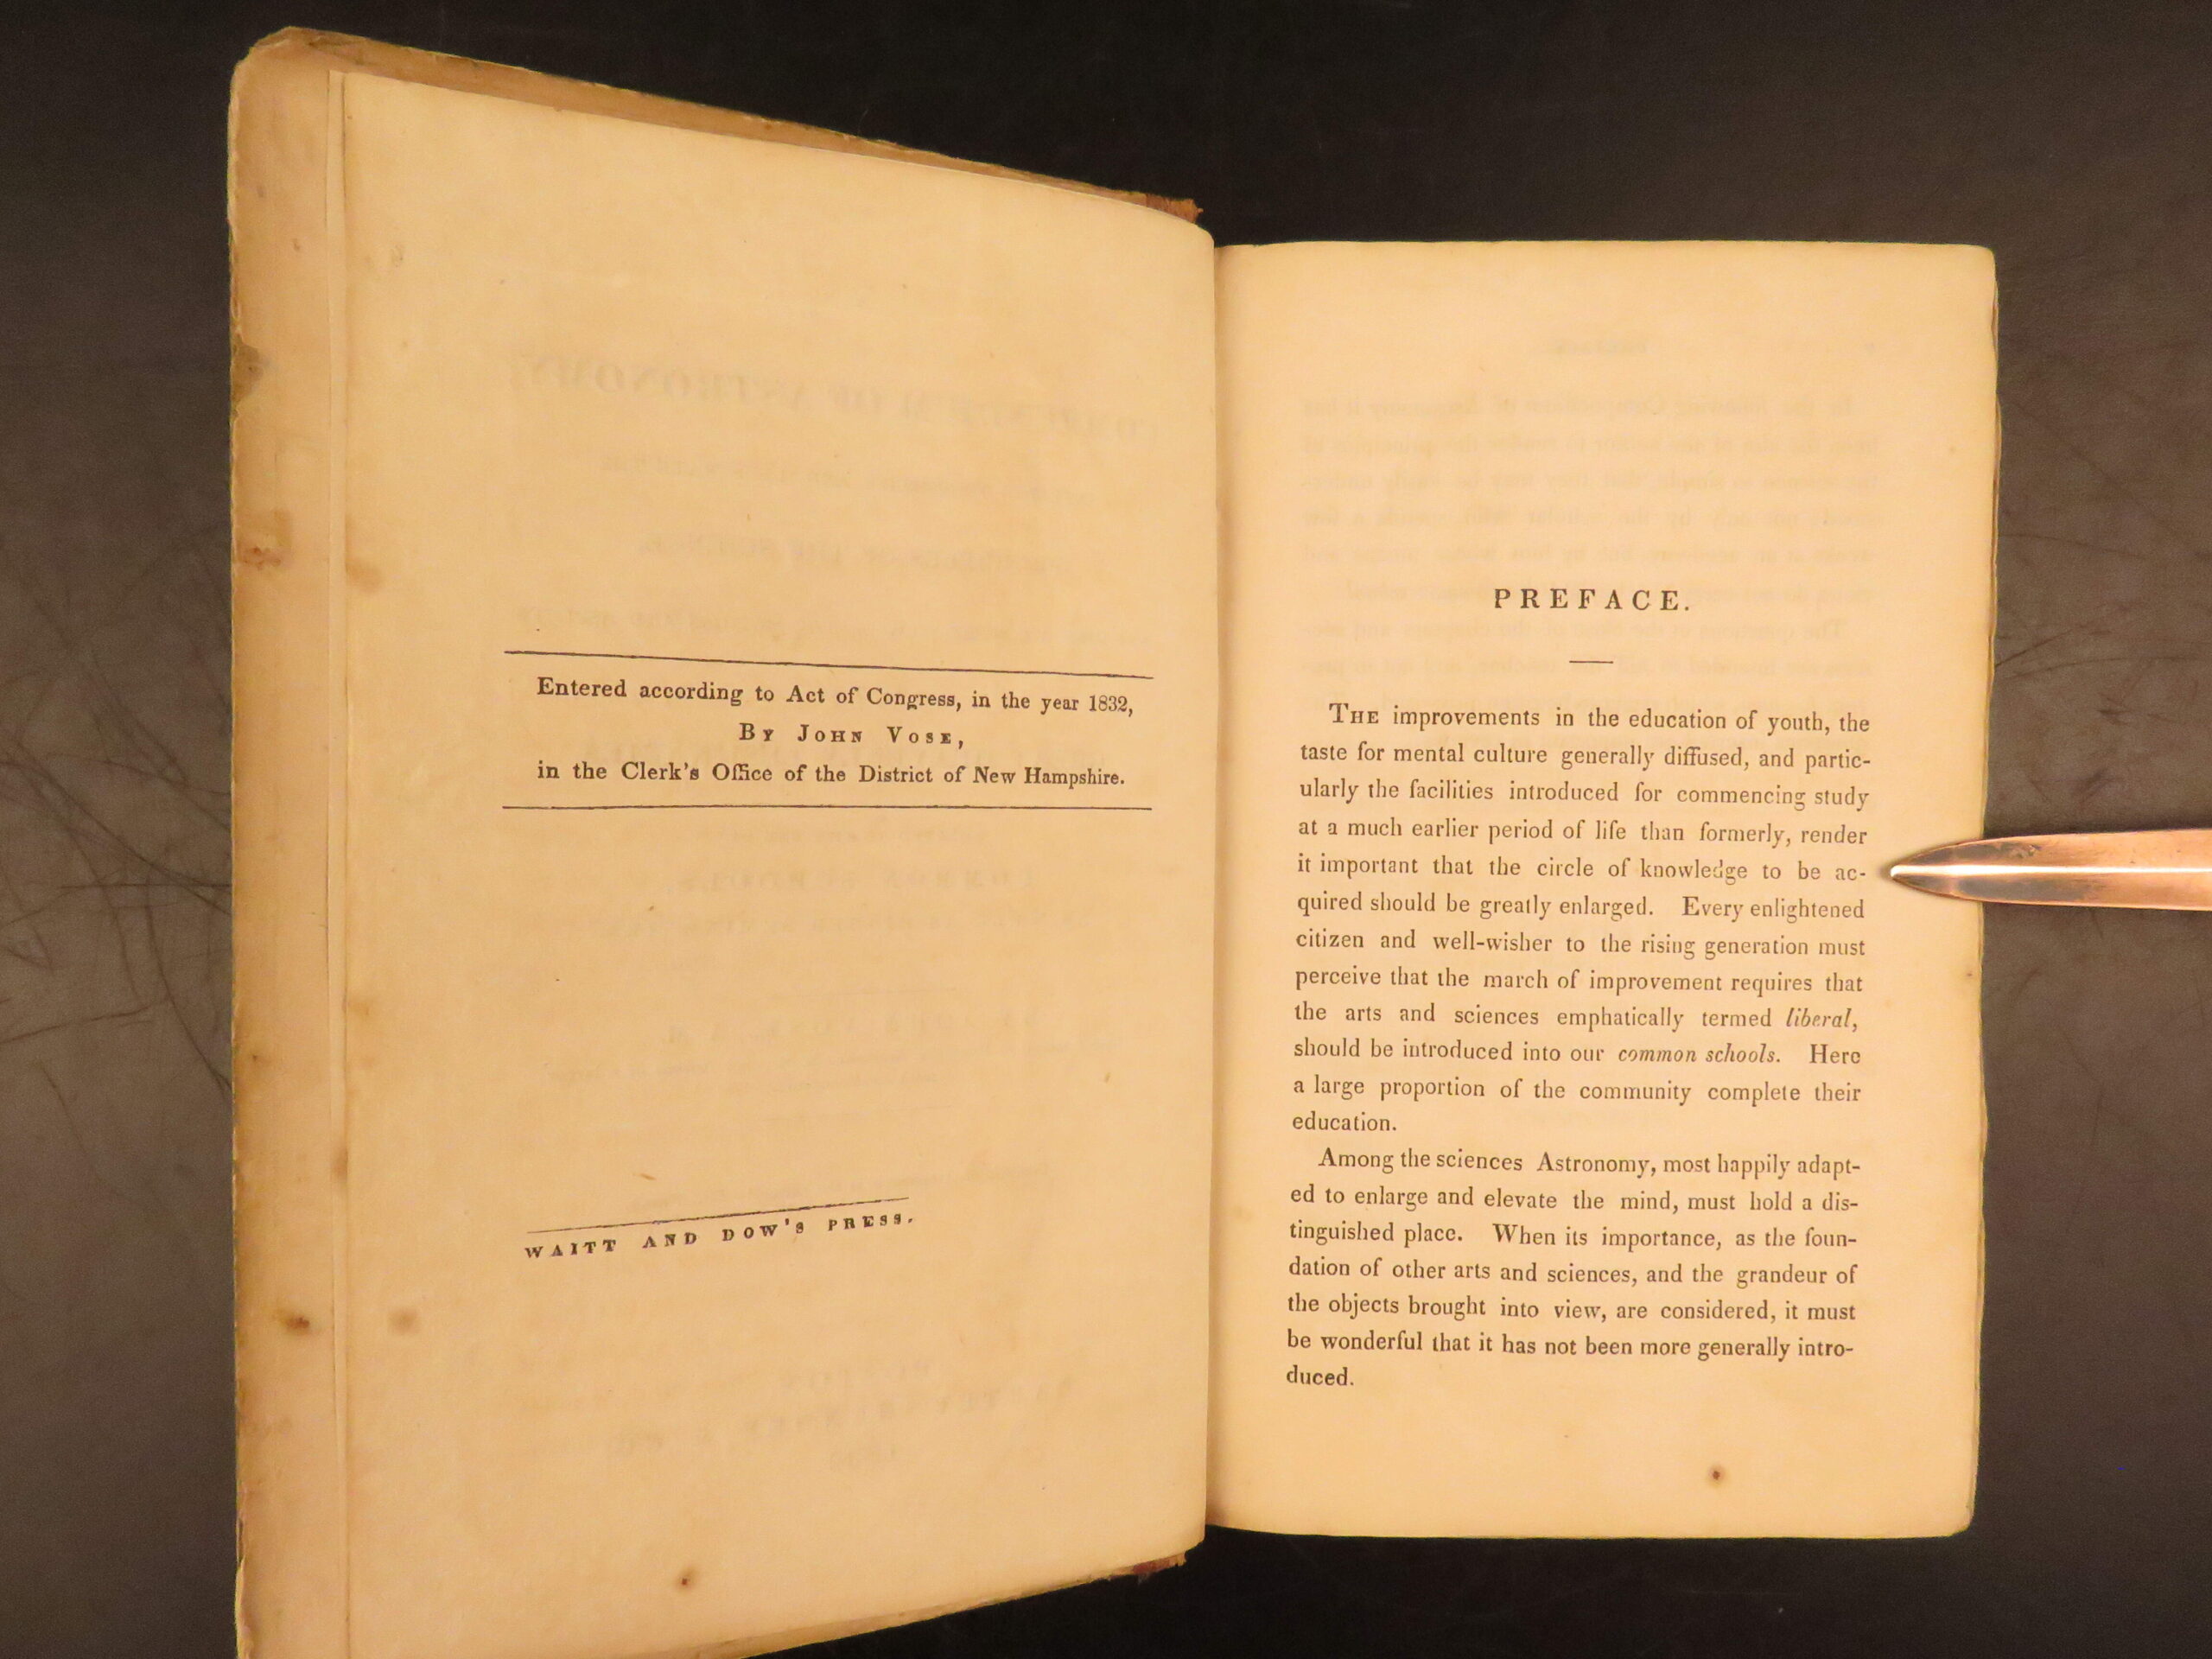 Entered according to Act of Congress, in the year 1832,
By John Vose,
in the Clerk's Office of the District of New Hampshire.
WAITT AND DOW'S PRESS.
PREFACE.
The improvements in the education of youth, the
taste for mental culture generally diffused, and partic-
ularly the facilities introduced for commencing study
at a much earlier period of life than formerly, render
it important that the circle of knowledge to be ac-
quired should be greatly enlarged. Every enlightened
citizen and well-wisher to the rising generation must
perceive that the march of improvement requires that
the arts and sciences emphatically termed liberal,
should be introduced into our common schools. Here
a large proportion of the community complete their
education.
Among the sciences Astronomy, most happily adapt-
ed to enlarge and elevate the mind, must hold a dis-
tinguished place. When its importance, as the foun-
dation of other arts and sciences, and the grandeur of
the objects brought into view, are considered, it must
be wonderful that it has not been more generally intro-
duced.